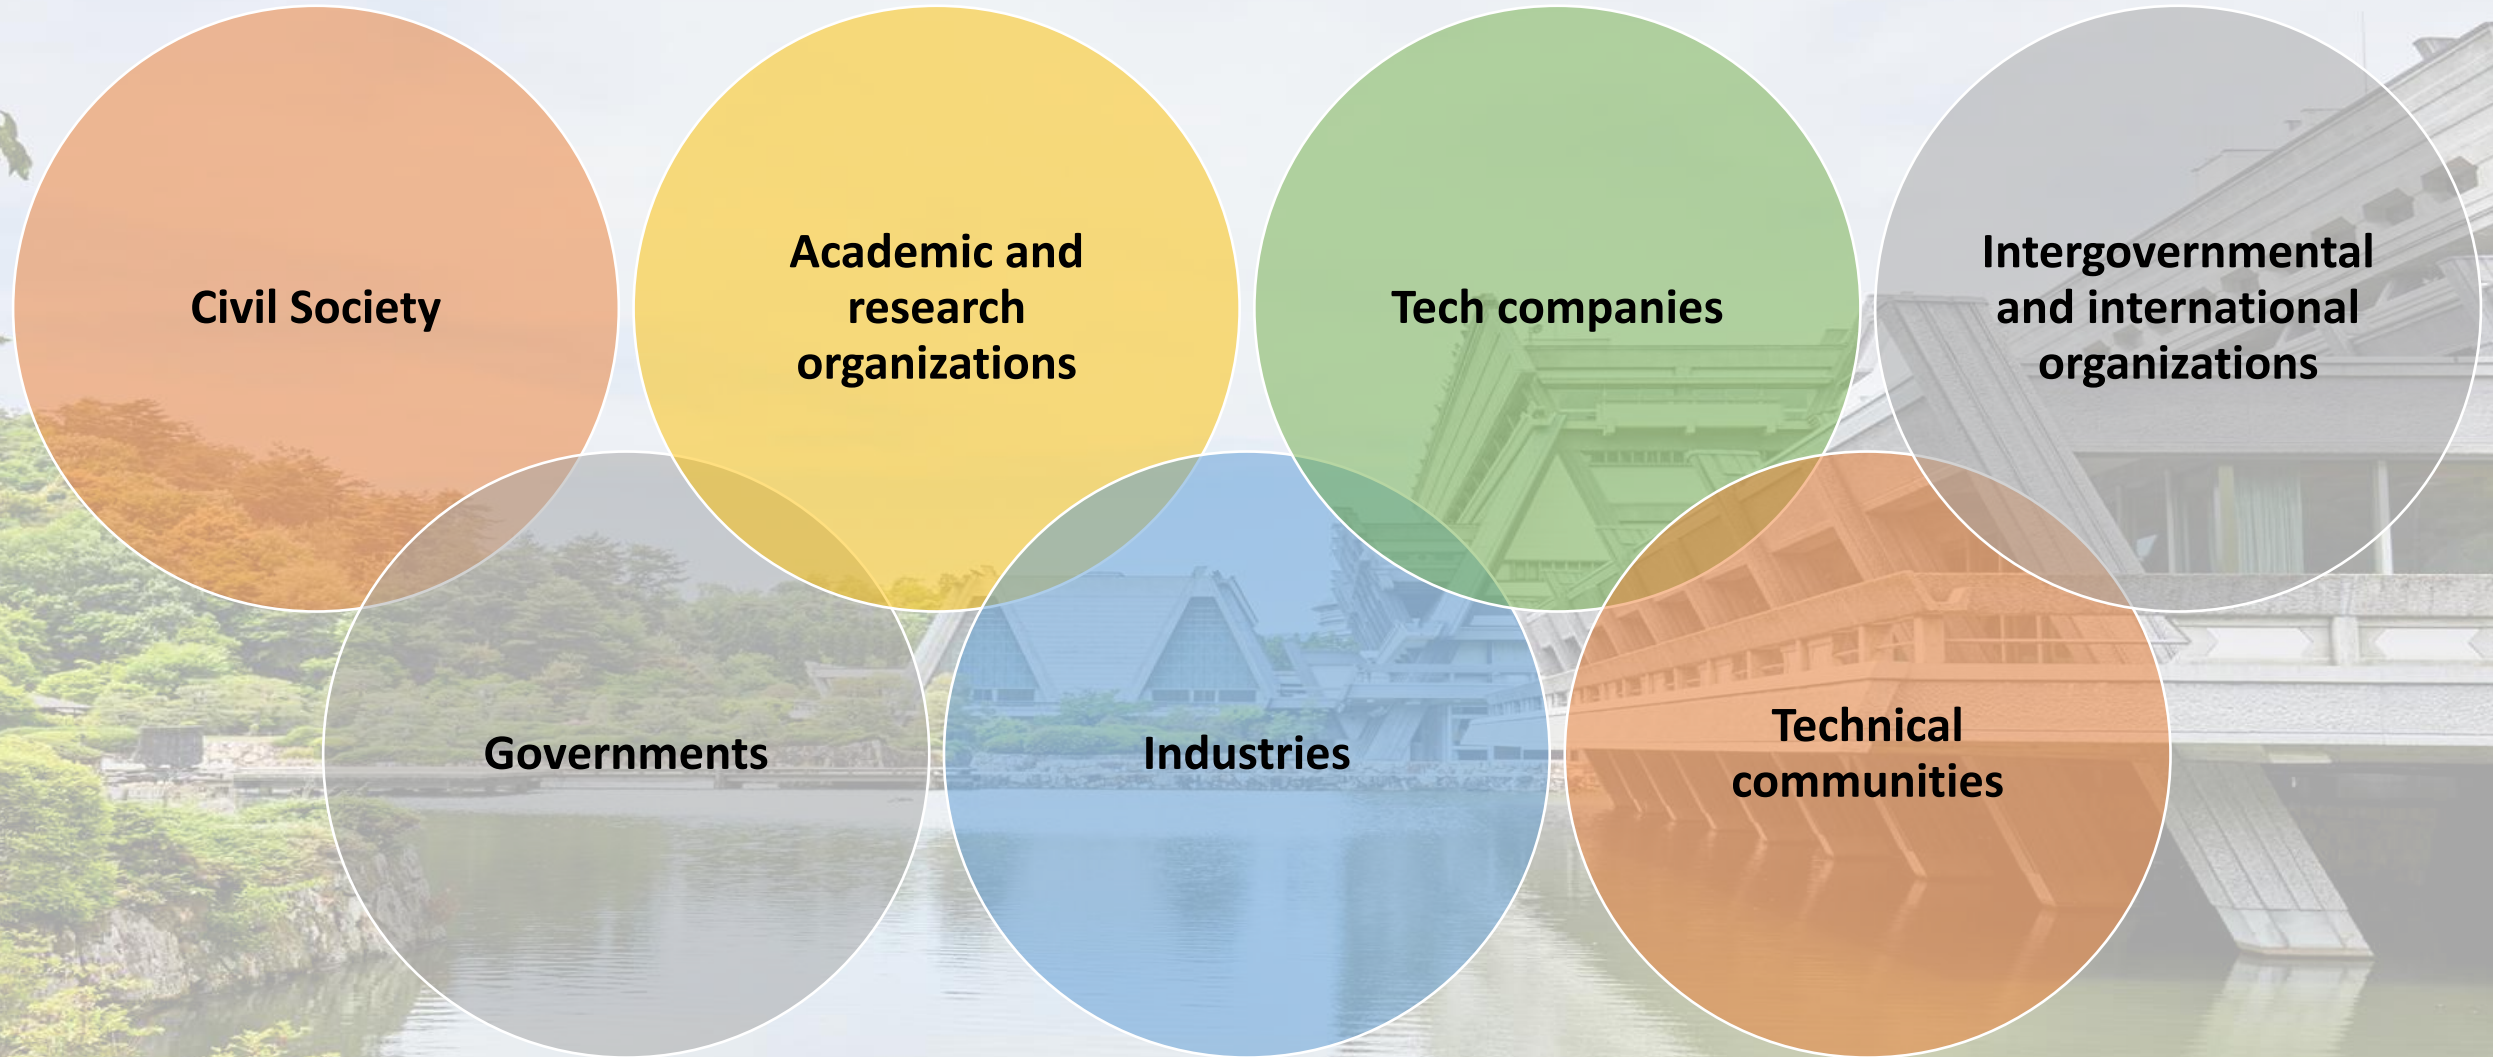 Civil Society
Academic and
research
organizations
Tech companies
Intergovernmental
and international
organizations
Governments
Industries
Technical
communities